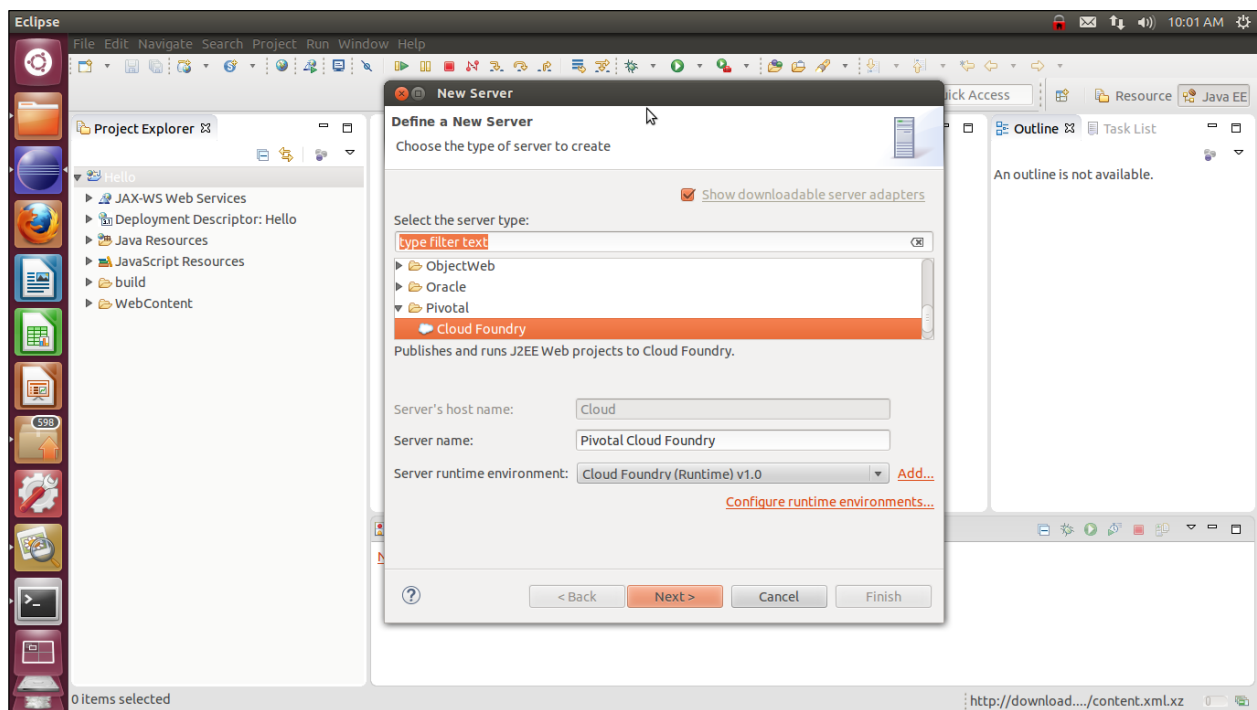 Eclipse
10:01 AM
File Edit Navigate Search Project Run Window Help
Access
Resource
Java EE
New Server
Define a New Server
Choose the type of server to create
Show downloadable server adapters
Select the server type:
type filter text
ObjectWeb
Oracle
Pivotal
Cloud Foundry
Publishes and runs J2EE Web projects to Cloud Foundry.
Server's host name: Cloud
Server name: Pivotal Cloud Foundry
Server runtime environment: Cloud Foundry (Runtime) v1.0 Add...
Configure runtime environments...
< Back Next > Cancel Finish
Project Explorer
Hello
JAX-WS Web Services
Deployment Descriptor: Hello
Java Resources
JavaScript Resources
build
WebContent
Outline Task List
An outline is not available.
598
0 items selected
http://download..../content.xml.xz